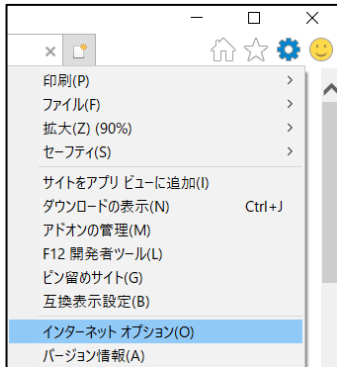 印刷(P)
ファイル(F)
拡大(Z) (90%)
セーフティ(S)
サイトをアプリ ビューに追加(I)
ダウンロードの表示(N) Ctrl+J
アドオンの管理(M)
F12 開発者ツール(L)
ピン留めサイト(G)
互換表示設定(B)
インターネット オプション(O)
バージョン情報(A)